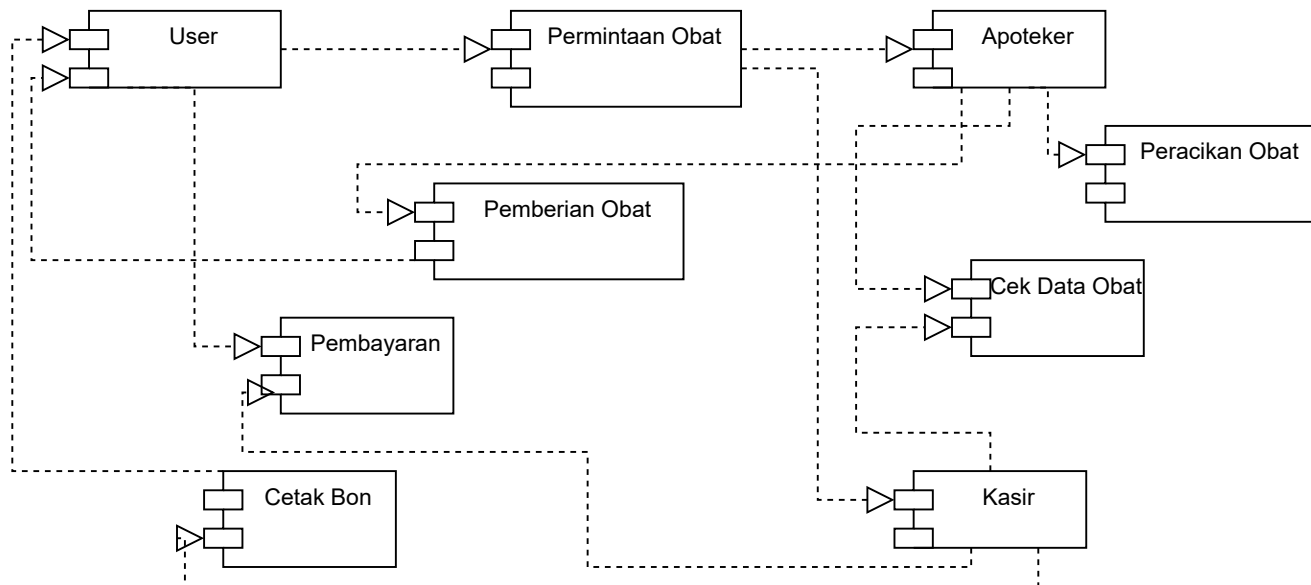 User
Permintaan Obat
Apoteker
Peracikan Obat
Pemberian Obat
Cek Data Obat
Pembayaran
Cetak Bon
Kasir